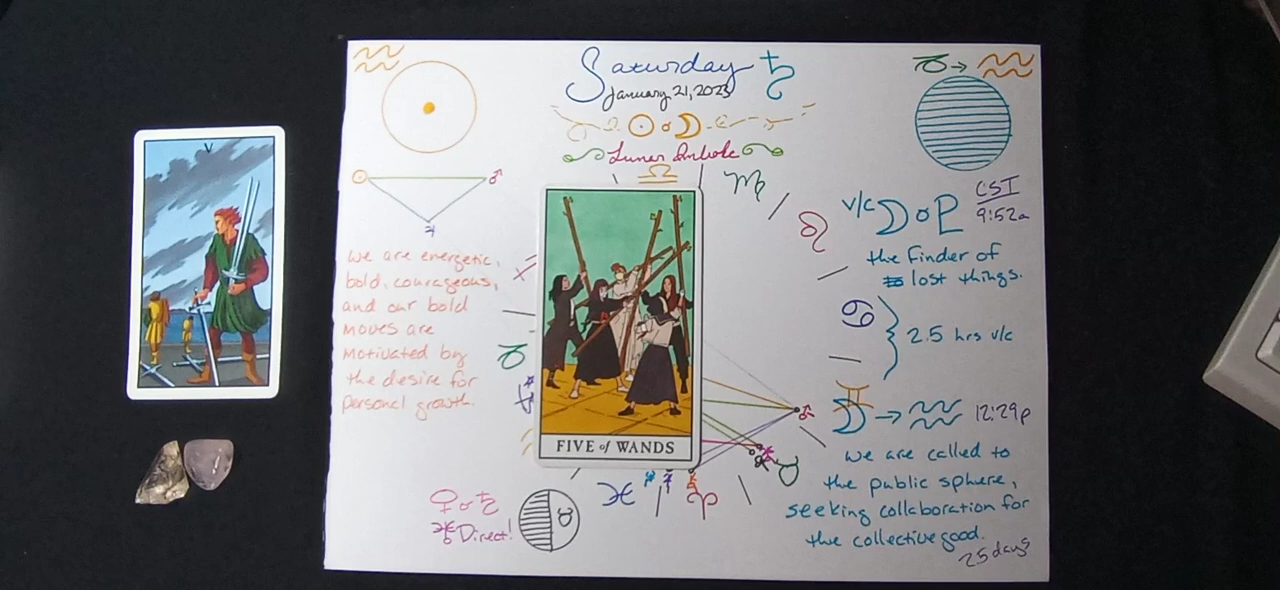 V
Saturday
January 21, 2023
Lunar Imbolc
we are energetic,
bold, courageous,
and our bold
moves are
motivated by
the desire for
personal growth.
FIVE of WANDS
Direct!
v/c
CST
9:52a
the finder of
lost things.
2.5 hrs v/c
12:29p
we are called to
the public sphere,
seeking collaboration for
the collective good.
2.5 days